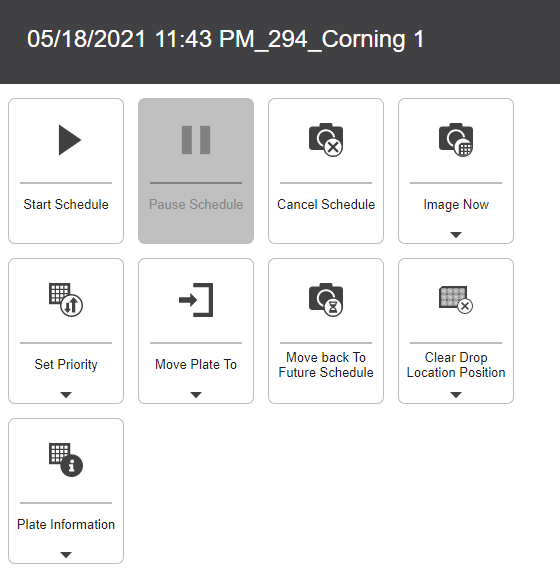 05/18/2021 11:43 PM_294_Corning 1
Start Schedule
Pause Schedule
Cancel Schedule
Image Now
Set Priority
Move Plate To
Move back To
Future Schedule
Clear Drop
Location Position
Plate Information